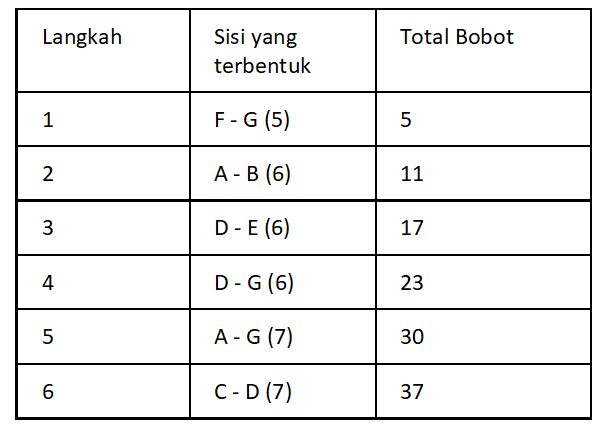 Langkah Sisi yang terbentuk Total Bobot
1 F - G (5) 5
2 A - B (6) 11
3 D - E (6) 17
4 D - G (6) 23
5 A - G (7) 30
6 C - D (7) 37